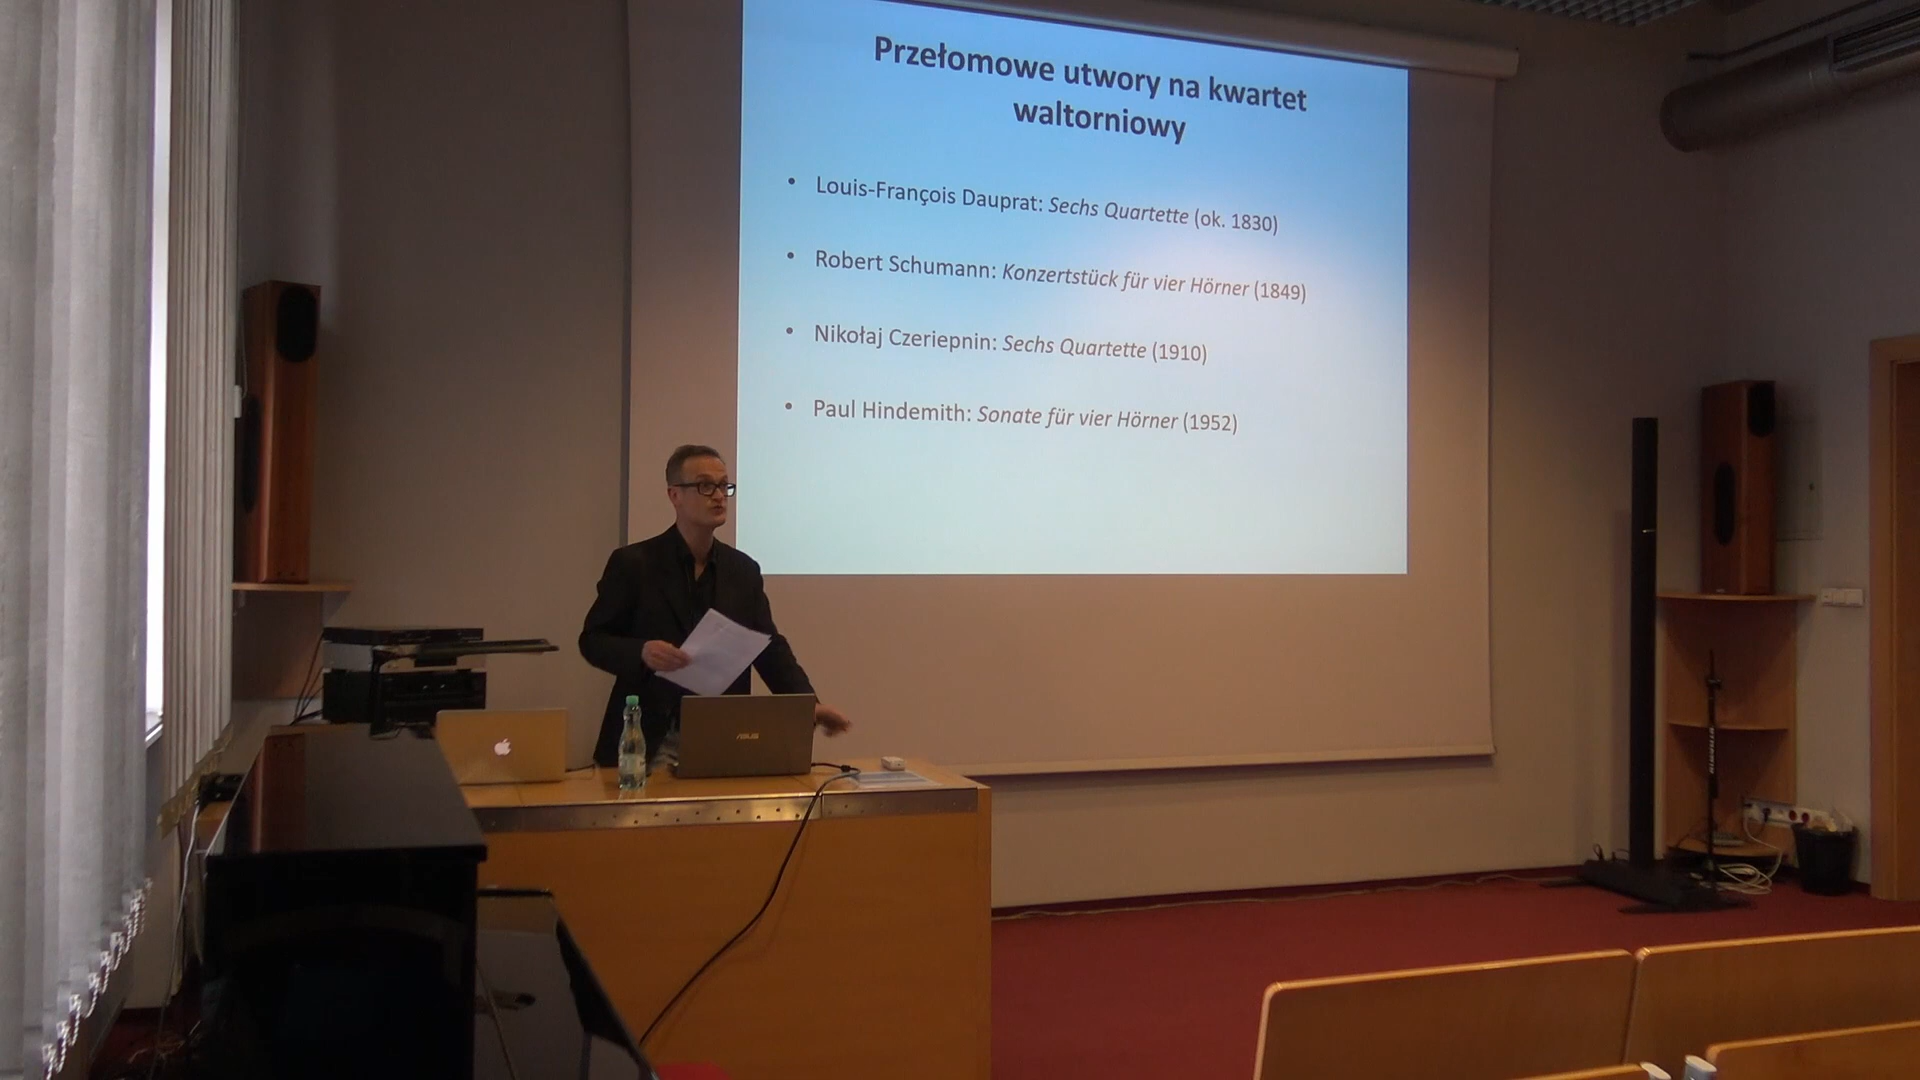 Przełomowe utwory na kwartet
waltorniowy
• Louis-François Dauprat: Sechs Quartette (ok. 1830)
• Robert Schumann: Konzertstück für vier Hörner (1849)
• Nikołaj Czeriepnin: Sechs Quartette (1910)
• Paul Hindemith: Sonate für vier Hörner (1952)
ASUS